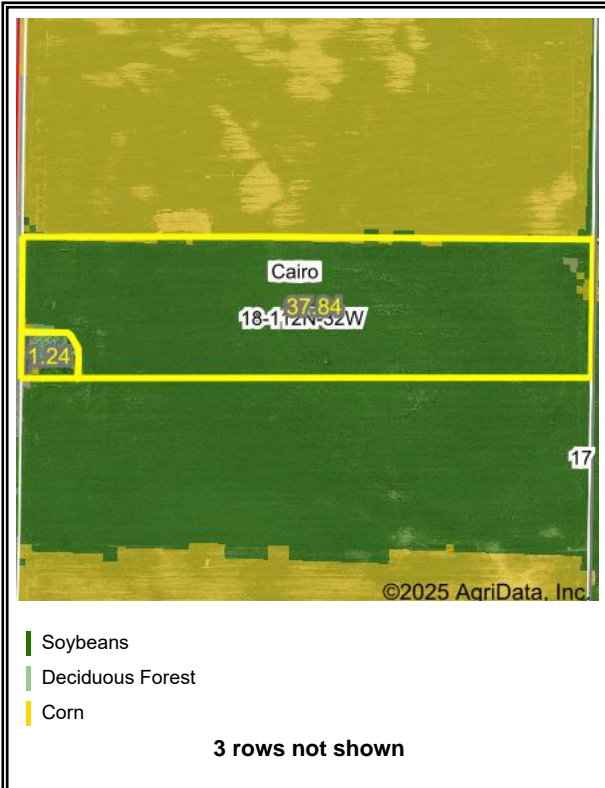 Cairo
37.84
18-112N-32W
1.24
17
©2025 AgriData, Inc.
Soybeans
Deciduous Forest
Corn
3 rows not shown